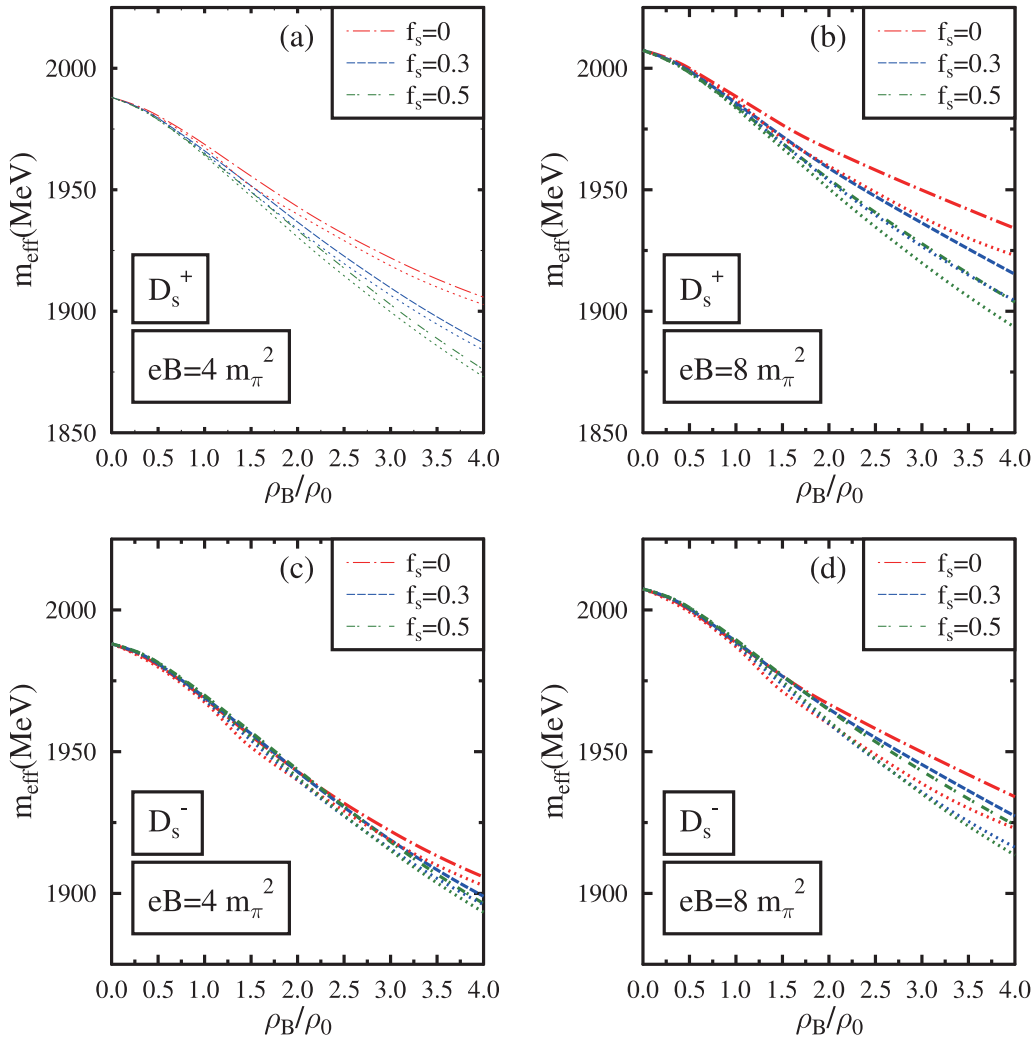 (a)
f_s=0
f_s=0.3
f_s=0.5
2000
1950
1900
1850
m_eff(MeV)
D_s^+
eB=4 m_π^2
0.0 0.5 1.0 1.5 2.0 2.5 3.0 3.5 4.0
ρ_B/ρ_0
(b)
f_s=0
f_s=0.3
f_s=0.5
2000
1950
1900
1850
m_eff(MeV)
D_s^+
eB=8 m_π^2
0.0 0.5 1.0 1.5 2.0 2.5 3.0 3.5 4.0
ρ_B/ρ_0
(c)
f_s=0
f_s=0.3
f_s=0.5
2000
1950
1900
m_eff(MeV)
D_s^-
eB=4 m_π^2
0.0 0.5 1.0 1.5 2.0 2.5 3.0 3.5 4.0
ρ_B/ρ_0
(d)
f_s=0
f_s=0.3
f_s=0.5
2000
1950
1900
m_eff(MeV)
D_s^-
eB=8 m_π^2
0.0 0.5 1.0 1.5 2.0 2.5 3.0 3.5 4.0
ρ_B/ρ_0